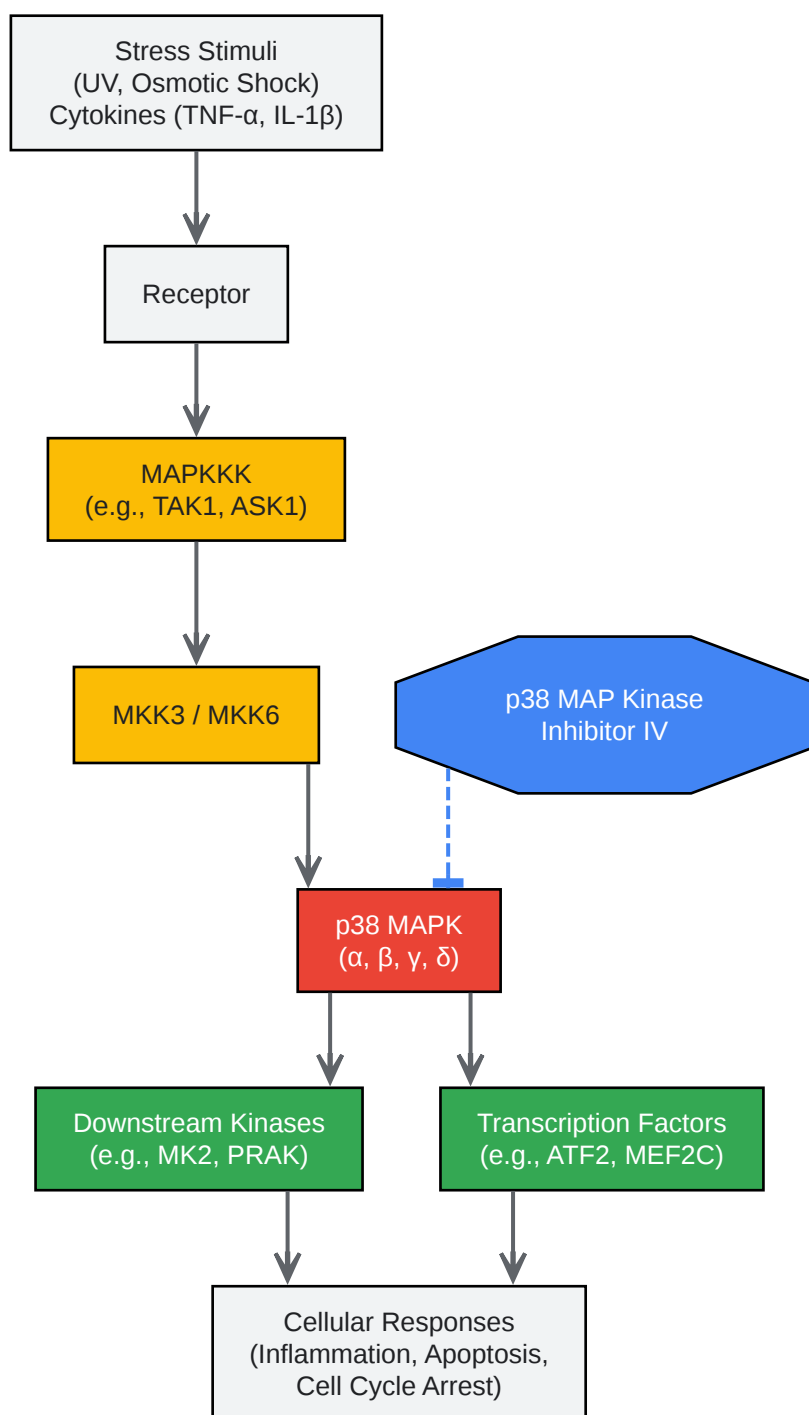 Stress Stimuli
(UV, Osmotic Shock)
Cytokines (TNF-α, IL-1β)
Receptor
MAPKKK
(e.g., TAK1, ASK1)
MKK3 / MKK6
p38 MAP Kinase
Inhibitor IV
p38 MAPK
(α, β, γ, δ)
Downstream Kinases
(e.g., MK2, PRAK)
Transcription Factors
(e.g., ATF2, MEF2C)
Cellular Responses
(Inflammation, Apoptosis,
Cell Cycle Arrest)